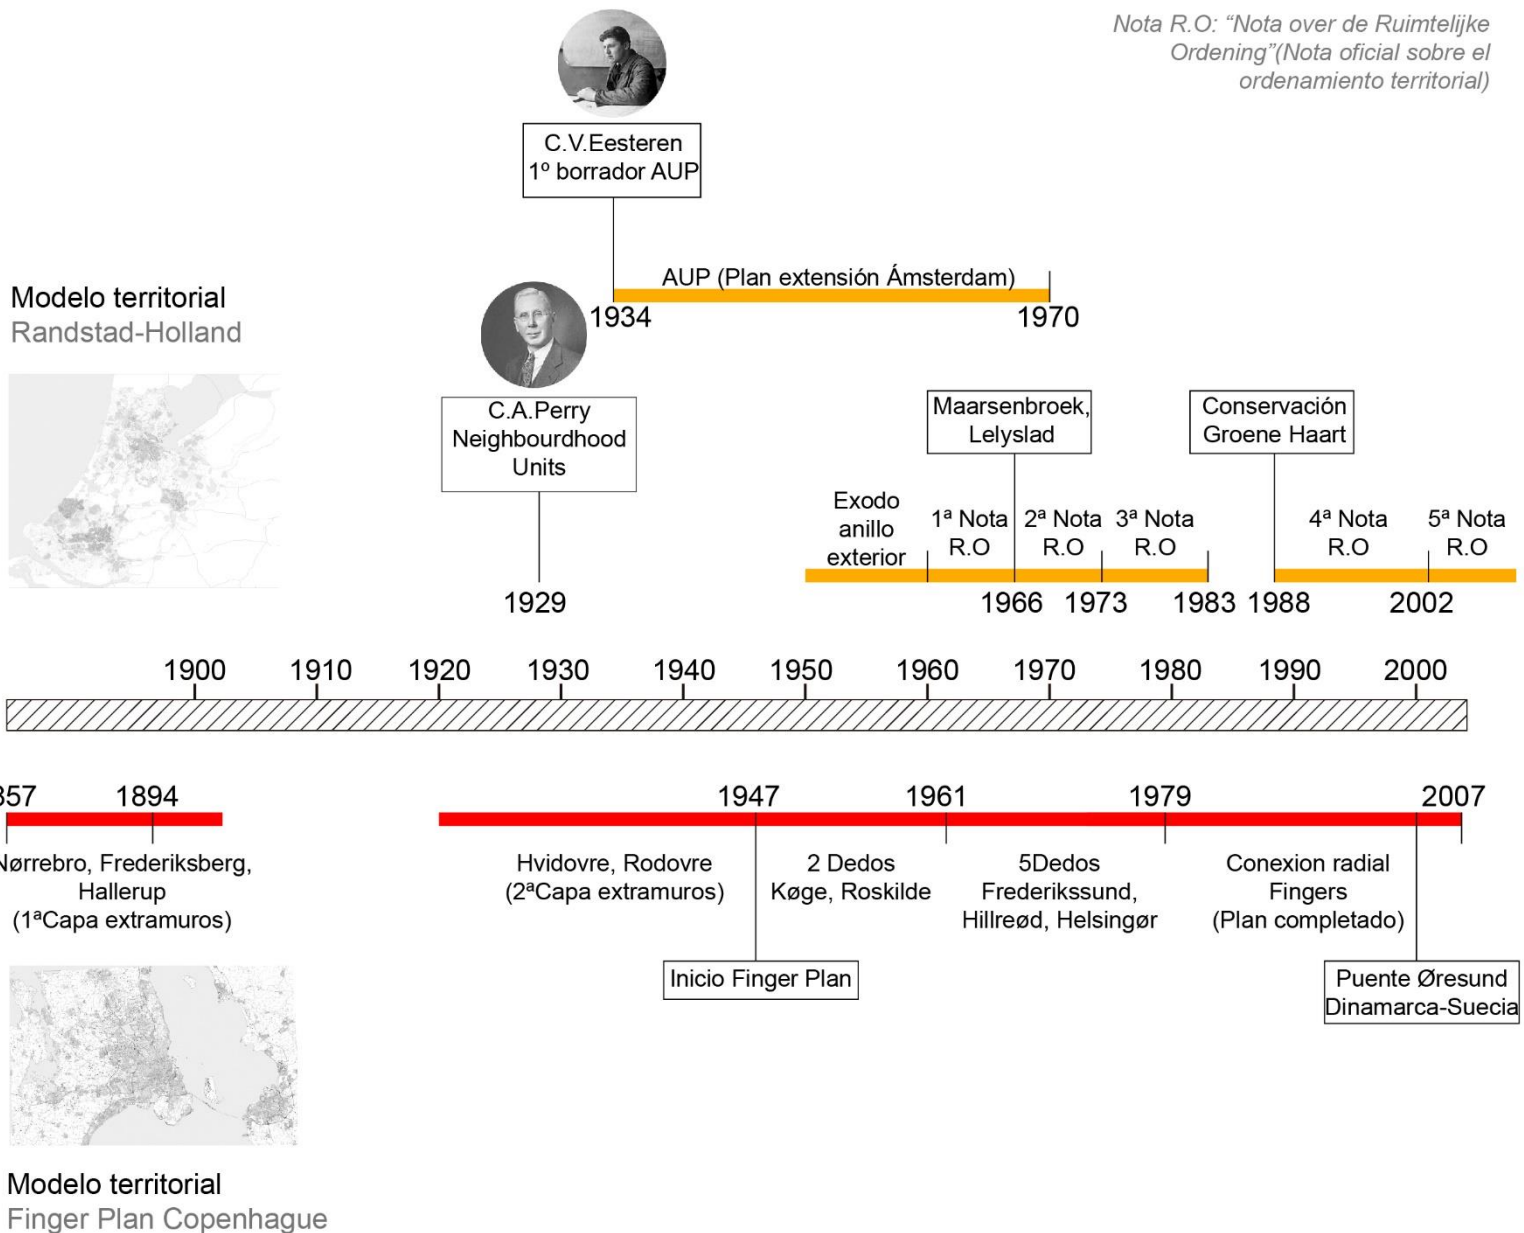 Nota R.O: “Nota over de Ruimtelijke
Ordening”(Nota oficial sobre el
ordenamiento territorial)
C.V.Eesteren
1º borrador AUP
AUP (Plan extensión Ámsterdam)
1934
1970
Modelo territorial
Randstad-Holland
C.A.Perry
Neighbourdhood
Units
1929
Maarsenbroek,
Lelyslad
Conservación
Groene Haart
Exodo
anillo
exterior
1ª Nota
R.O
2ª Nota
R.O
3ª Nota
R.O
4ª Nota
R.O
5ª Nota
R.O
1966
1973
1983
1988
2002
1900
1910
1920
1930
1940
1950
1960
1970
1980
1990
2000
357
1894
1947
1961
1979
2007
Nørrebro, Frederiksberg,
Hallerup
(1ªCapa extramuros)
Hvidovre, Rodovre
(2ªCapa extramuros)
2 Dedos
Køge, Roskilde
5Dedos
Frederikssund,
Hillreød, Helsingør
Conexion radial
Fingers
(Plan completado)
Inicio Finger Plan
Puente Øresund
Dinamarca-Suecia
Modelo territorial
Finger Plan Copenhague